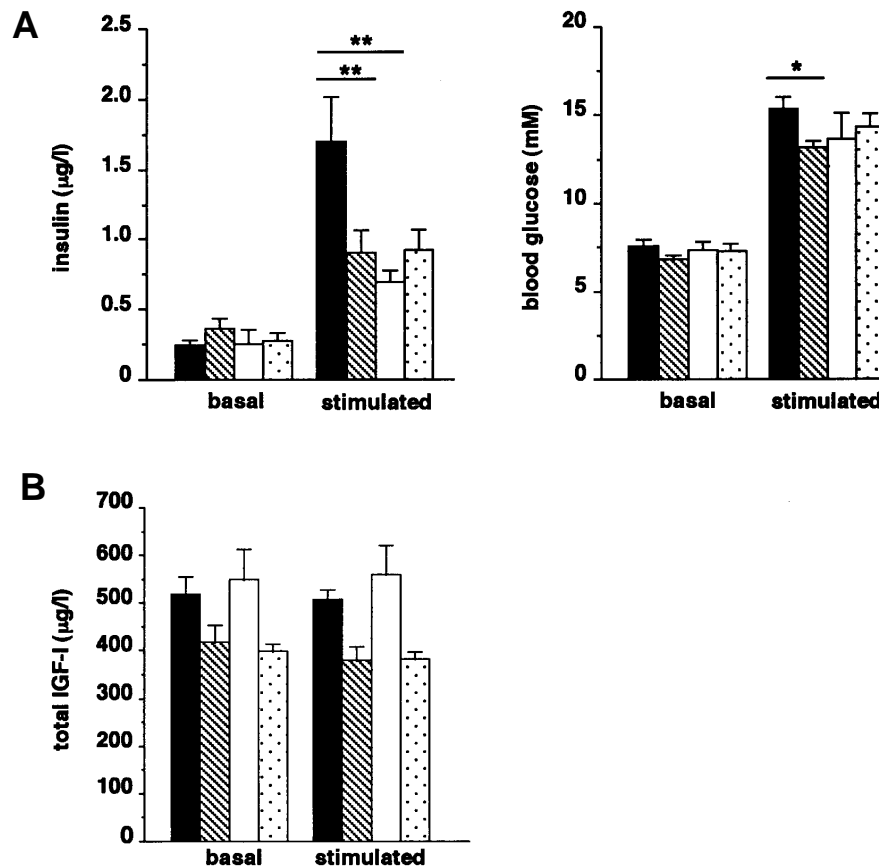 A
insulin (µg/l)
2.5
2.0
1.5
1.0
0.5
0
**
**
basal
stimulated
blood glucose (mM)
20
15
10
5
0
*
basal
stimulated
B
total IGF-I (µg/l)
700
600
500
400
300
200
100
0
basal
stimulated